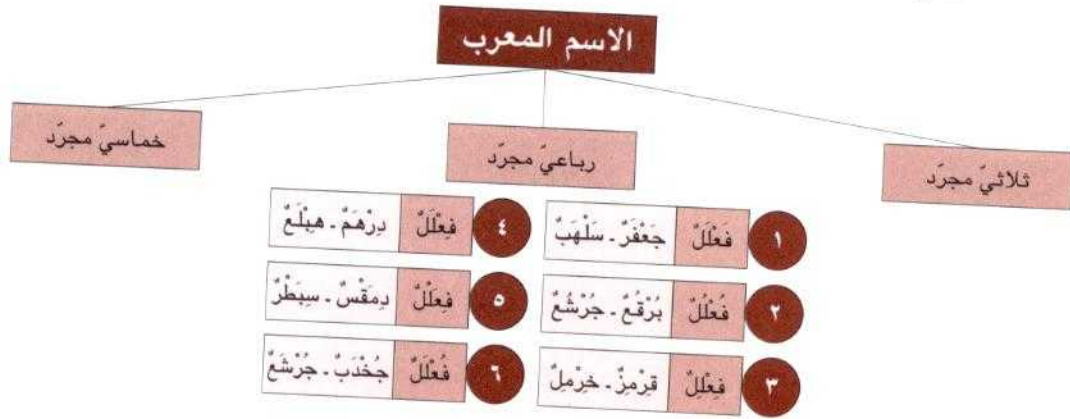 الاسم المعرب
ثلاثيّ مجرّد
رباعيّ مجرّد
خماسيّ مجرّد
١ فَعْلَلٌ جَعْفَرٌ - سَلْهَبٌ
٢ فُعْلُلٌ بُرْقُعٌ - جُرْشُعٌ
٣ فِعْلِلٌ قِرْمِزٌ - خِرْمِلٌ
٤ فِعْلَلٌ دِرْهَمٌ - هِبْلَعٌ
٥ فِعَلْلٌ دِمَقْسٌ - سِبَطْرٌ
٦ فُعْلَلٌ جُخْدَبٌ - جُرْشَعٌ